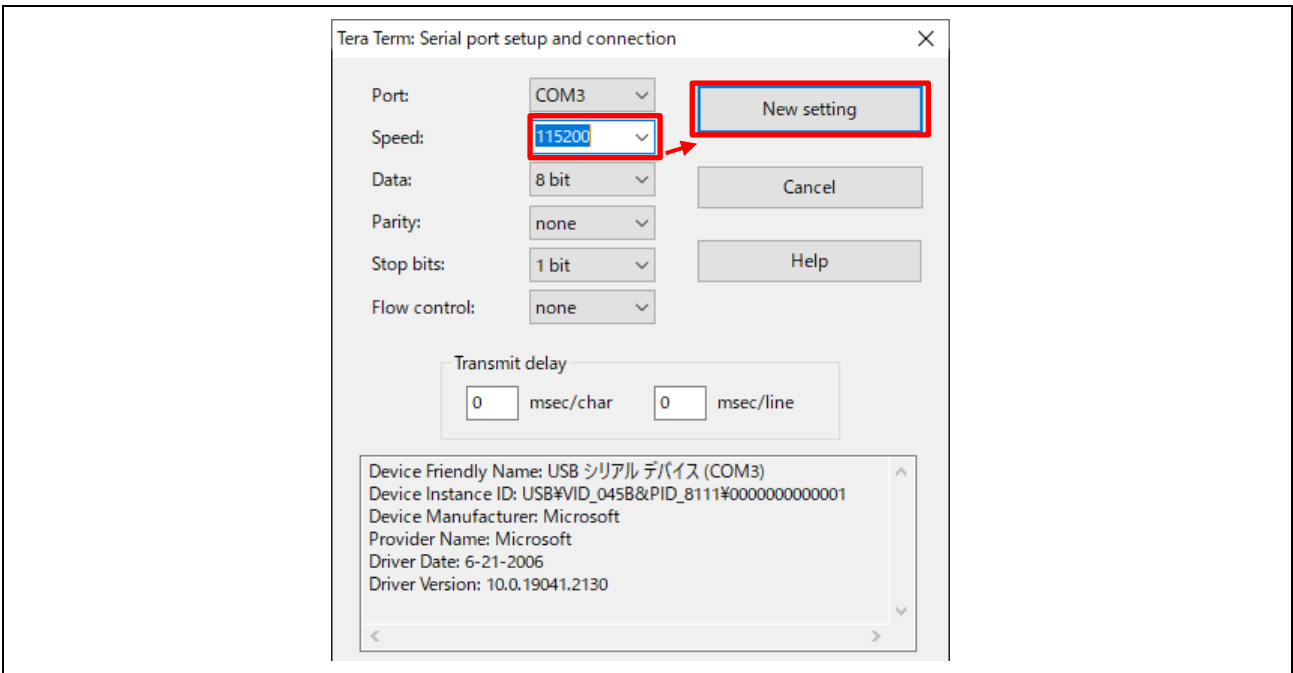 Tera Term: Serial port setup and connection
Port: COM3 New setting
Speed: 115200
Data: 8 bit Cancel
Parity: none
Stop bits: 1 bit Help
Flow control: none
Transmit delay
0 msec/char 0 msec/line
Device Friendly Name: USB シリアル デバイス (COM3)
Device Instance ID: USB¥VID_045B&PID_8111¥0000000000001
Device Manufacturer: Microsoft
Provider Name: Microsoft
Driver Date: 6-21-2006
Driver Version: 10.0.19041.2130